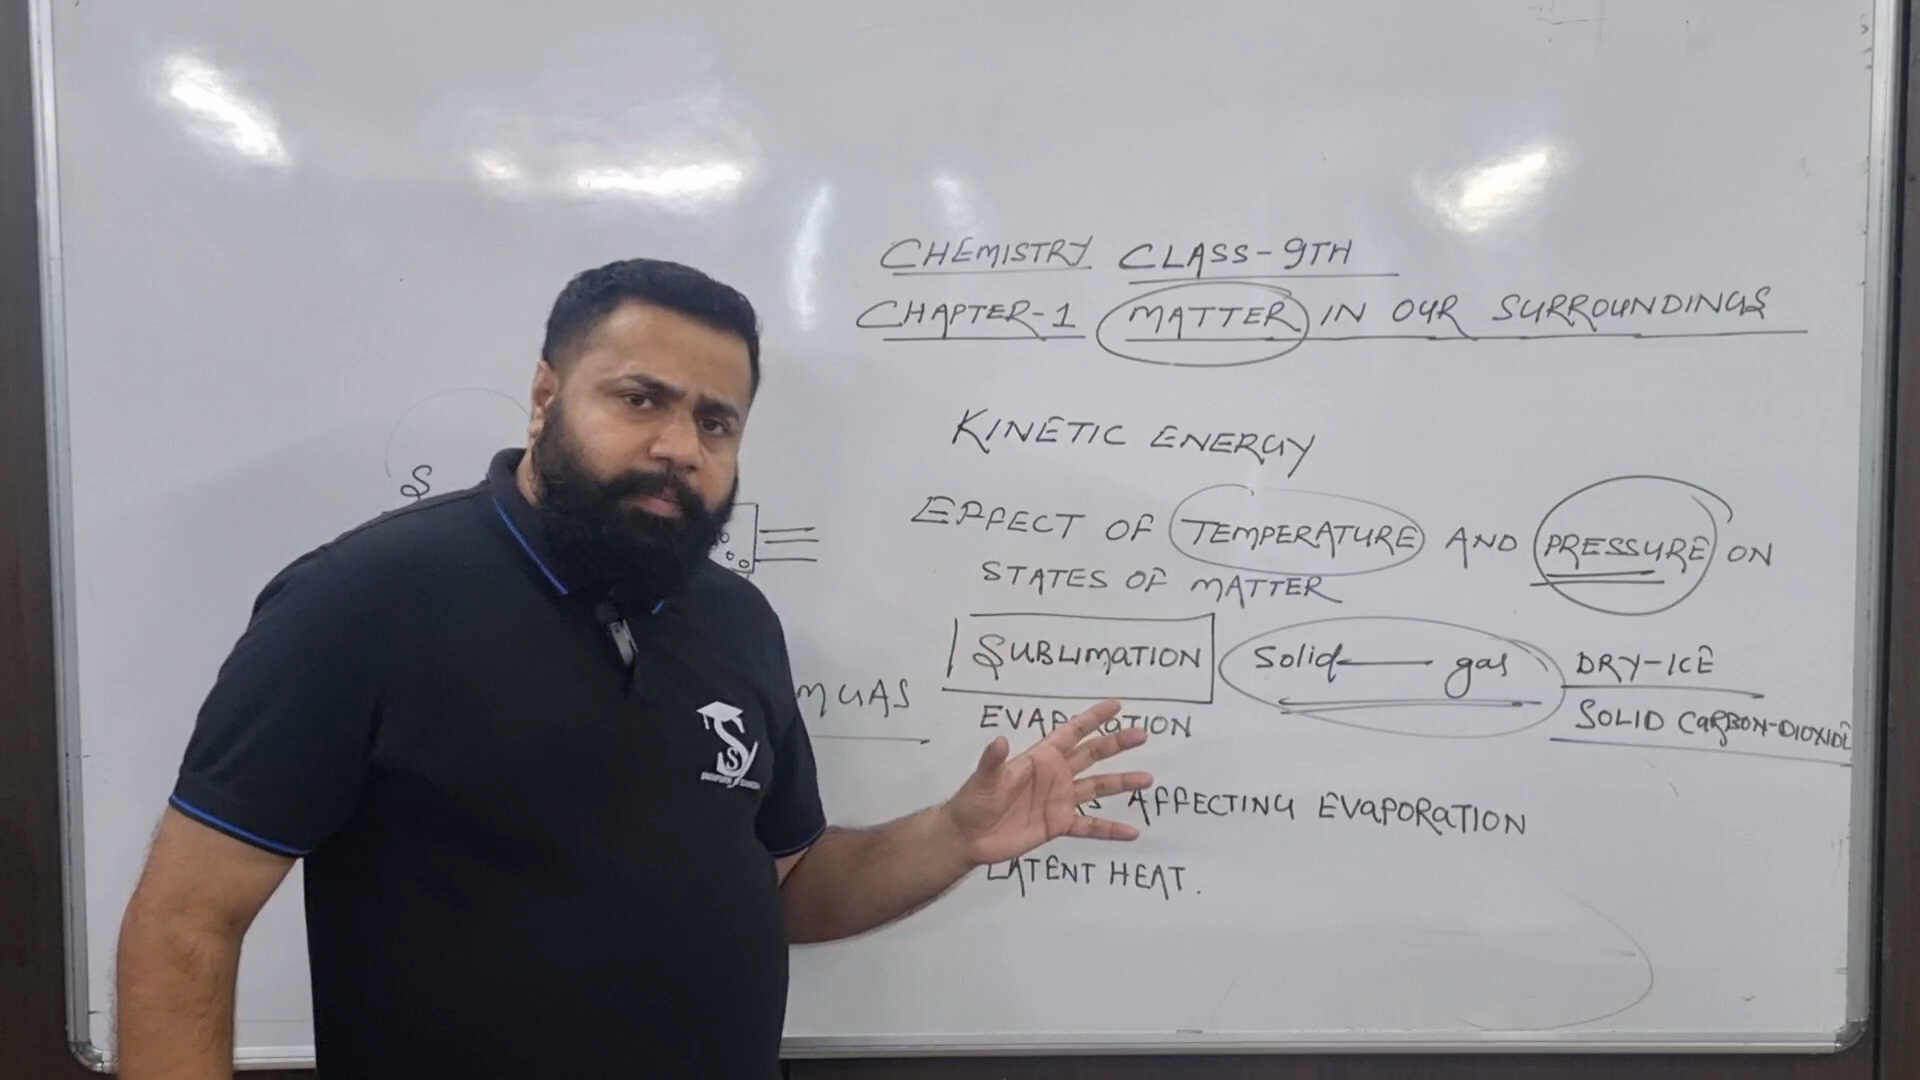 CHEMISTRY CLASS-9TH
CHAPTER-1 MATTER IN OUR SURROUNDINGS
KINETIC ENERGY
EFFECT OF TEMPERATURE AND PRESSURE ON
STATES OF MATTER
SUBLIMATION Solid gas DRY-ICE
SOLID CARBON-DIOXIDE
EVAPORATION
AFFECTING EVAPORATION
LATENT HEAT.
S
GAS
SY